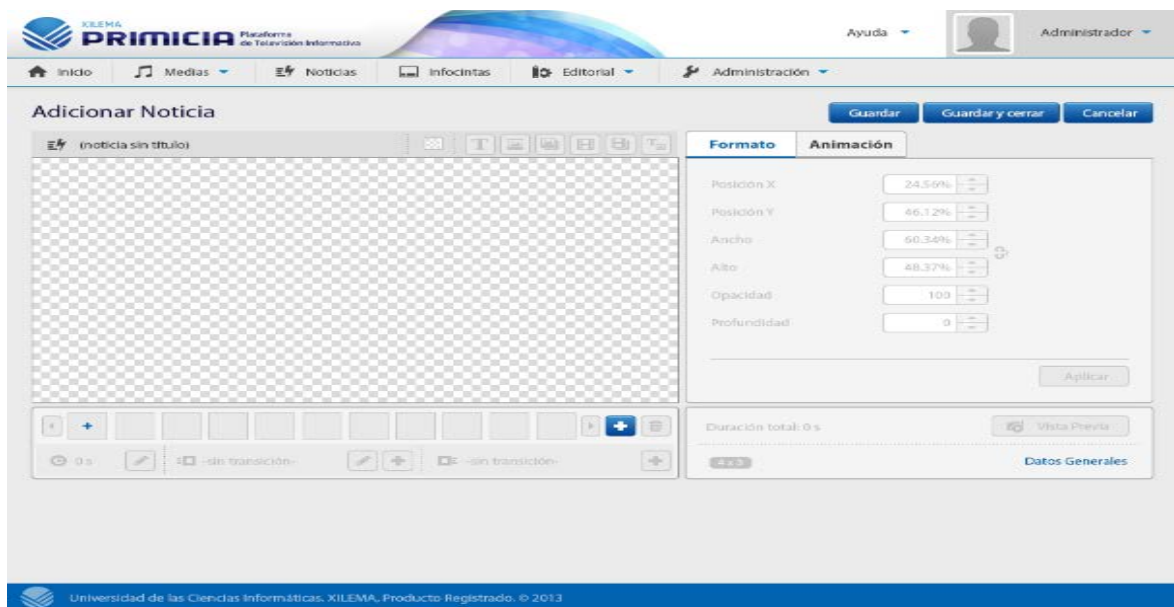 XILEMA
PRIMICIA Plataforma de Televisión Informativa
Ayuda
Administrador
Inicio Medias Noticias Infocintas Editorial Administración
Adicionar Noticia
Guardar Guardar y cerrar Cancelar
(noticia sin título)
Formato Animación
Posición X 24.56%
Posición Y 46.12%
Ancho 60.34%
Alto 48.37%
Opacidad 100
Profundidad 0
Aplicar
Duración total: 0 s Vista Previa
0 s -sin transición- -sin transición-
4 x 3 Datos Generales
Universidad de las Ciencias Informáticas. XILEMA, Producto Registrado. © 2013